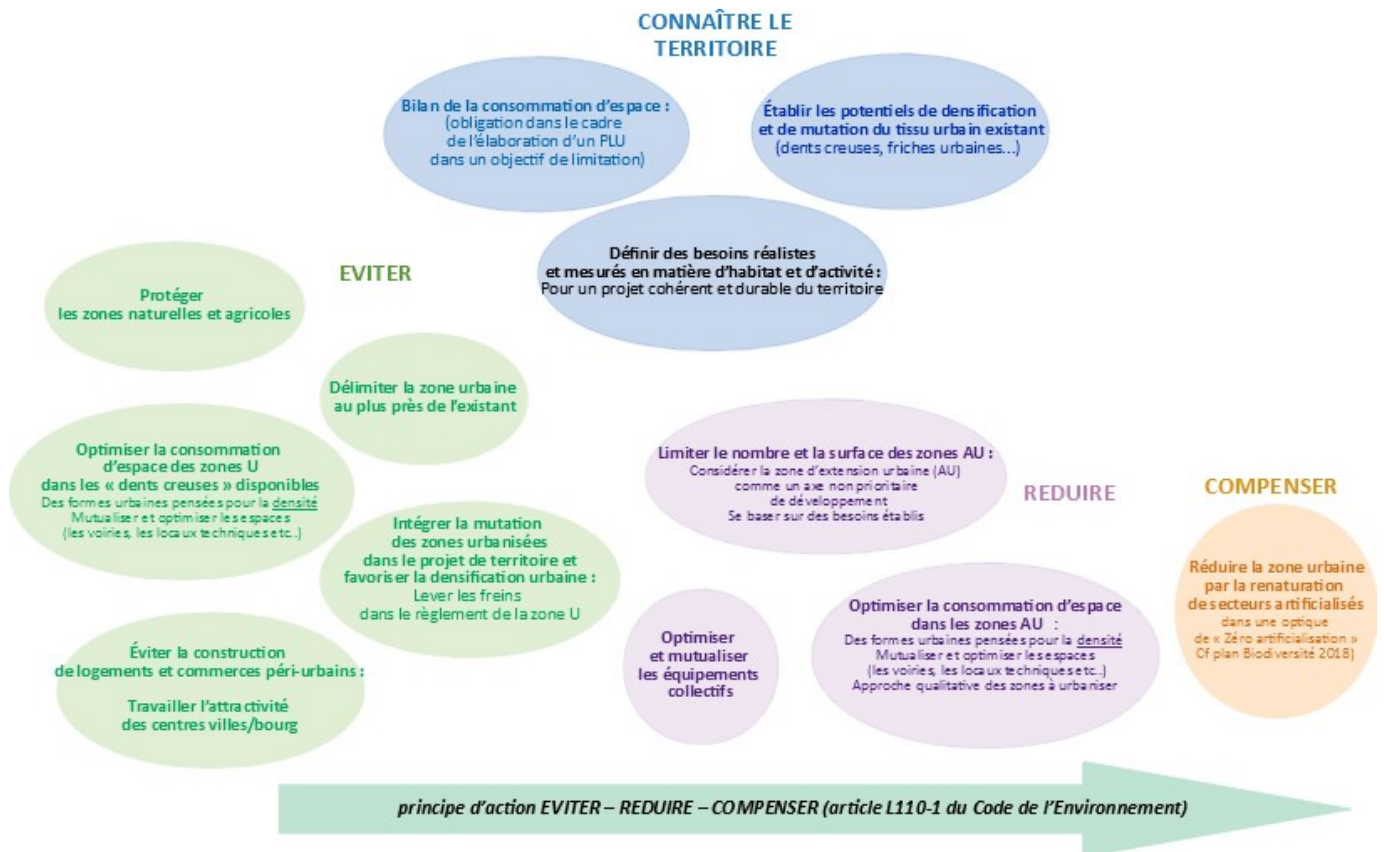 CONNAÎTRE LE
TERRITOIRE
Bilan de la consommation d'espace :
(obligation dans le cadre
de l'élaboration d'un PLU
dans un objectif de limitation)
Établir les potentiels de densification
et de mutation du tissu urbain existant
(dents creuses, friches urbaines...)
Définir des besoins réalistes
et mesurés en matière d'habitat et d'activité :
Pour un projet cohérent et durable du territoire
EVITER
Protéger
les zones naturelles et agricoles
Délimiter la zone urbaine
au plus près de l'existant
Optimiser la consommation
d'espace des zones U
dans les « dents creuses » disponibles
Des formes urbaines pensées pour la densité
Mutualiser et optimiser les espaces
(les voiries, les locaux techniques etc..)
Intégrer la mutation
des zones urbanisées
dans le projet de territoire et
favoriser la densification urbaine :
Lever les freins
dans le règlement de la zone U
Éviter la construction
de logements et commerces péri-urbains :
Travailler l'attractivité
des centres villes/bourg
Limiter le nombre et la surface des zones AU :
Considérer la zone d'extension urbaine (AU)
comme un axe non prioritaire
de développement
Se baser sur des besoins établis
REDUIRE
Optimiser
et mutualiser
les équipements
collectifs
Optimiser la consommation d'espace
dans les zones AU :
Des formes urbaines pensées pour la densité
Mutualiser et optimiser les espaces
(les voiries, les locaux techniques etc..)
Approche qualitative des zones à urbaniser
COMPENSER
Réduire la zone urbaine
par la renaturation
de secteurs artificialisés
dans une optique
de « Zéro artificialisation »
Cf plan Biodiversité 2018)
principe d'action EVITER – REDUIRE – COMPENSER (article L110-1 du Code de l'Environnement)